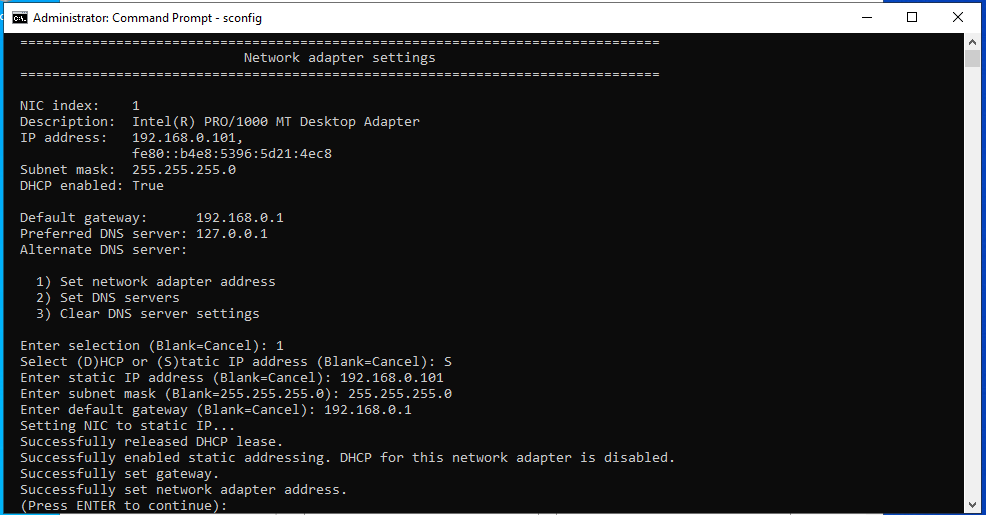 Administrator: Command Prompt - sconfig
================================================================================
Network adapter settings
================================================================================
NIC index: 1
Description: Intel(R) PRO/1000 MT Desktop Adapter
IP address: 192.168.0.101,
fe80::b4e8:5396:5d21:4ec8
Subnet mask: 255.255.255.0
DHCP enabled: True
Default gateway: 192.168.0.1
Preferred DNS server: 127.0.0.1
Alternate DNS server:
1) Set network adapter address
2) Set DNS servers
3) Clear DNS server settings
Enter selection (Blank=Cancel): 1
Select (D)HCP or (S)tatic IP address (Blank=Cancel): S
Enter static IP address (Blank=Cancel): 192.168.0.101
Enter subnet mask (Blank=255.255.255.0): 255.255.255.0
Enter default gateway (Blank=Cancel): 192.168.0.1
Setting NIC to static IP...
Successfully released DHCP lease.
Successfully enabled static addressing. DHCP for this network adapter is disabled.
Successfully set gateway.
Successfully set network adapter address.
(Press ENTER to continue):